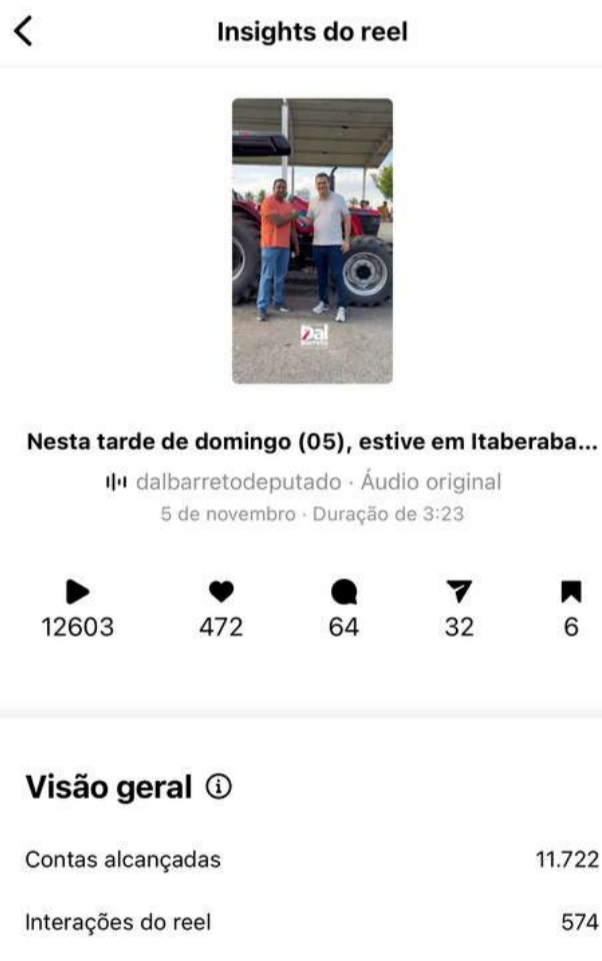 Insights do reel
Dal
Nesta tarde de domingo (05), estive em Itaberaba...
dalbarretodeputado · Áudio original
5 de novembro · Duração de 3:23
12603 472 64 32 6
Visão geral
Contas alcançadas 11.722
Interações do reel 574